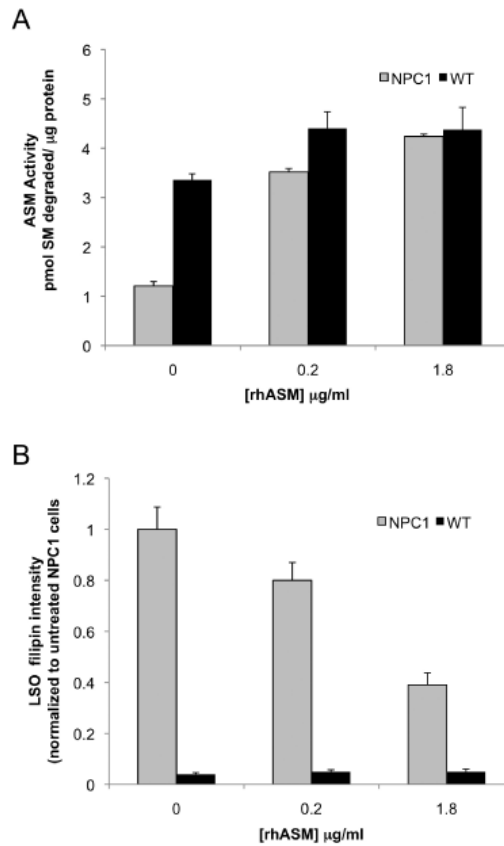 A
ASM Activity
pmol SM degraded/ μg protein
6
5
4
3
2
1
0
NPC1
WT
0
0.2
1.8
[rhASM] μg/ml
B
LSO filipin intensity
(normalized to untreated NPC1 cells
1.2
1
0.8
0.6
0.4
0.2
0
NPC1
WT
0
0.2
1.8
[rhASM] μg/ml